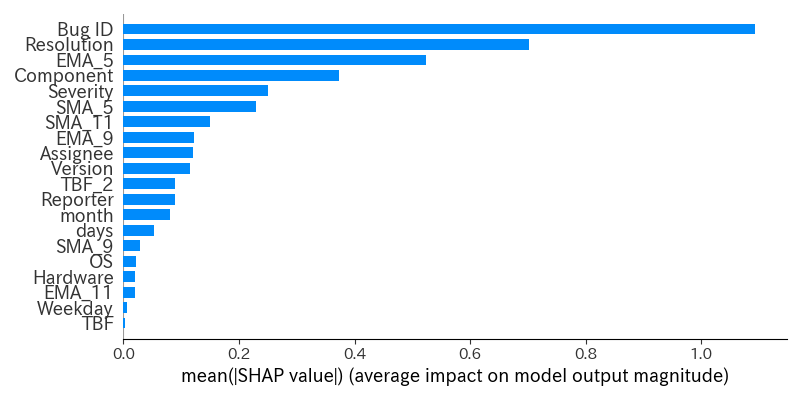 Bug ID
Resolution
EMA_5
Component
Severity
SMA_5
SMA_11
EMA_9
Assignee
Version
TBF_2
Reporter
month
days
SMA_9
OS
Hardware
EMA_11
Weekday
TBF
0.0 0.2 0.4 0.6 0.8 1.0
mean(|SHAP value|) (average impact on model output magnitude)